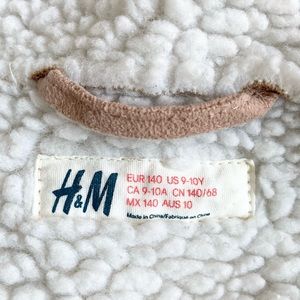 H&M
EUR 140 US 9-10Y
CA 9-10A CN 140/68
MX 140 AUS 10
Made in China/Fabriqué en Chine